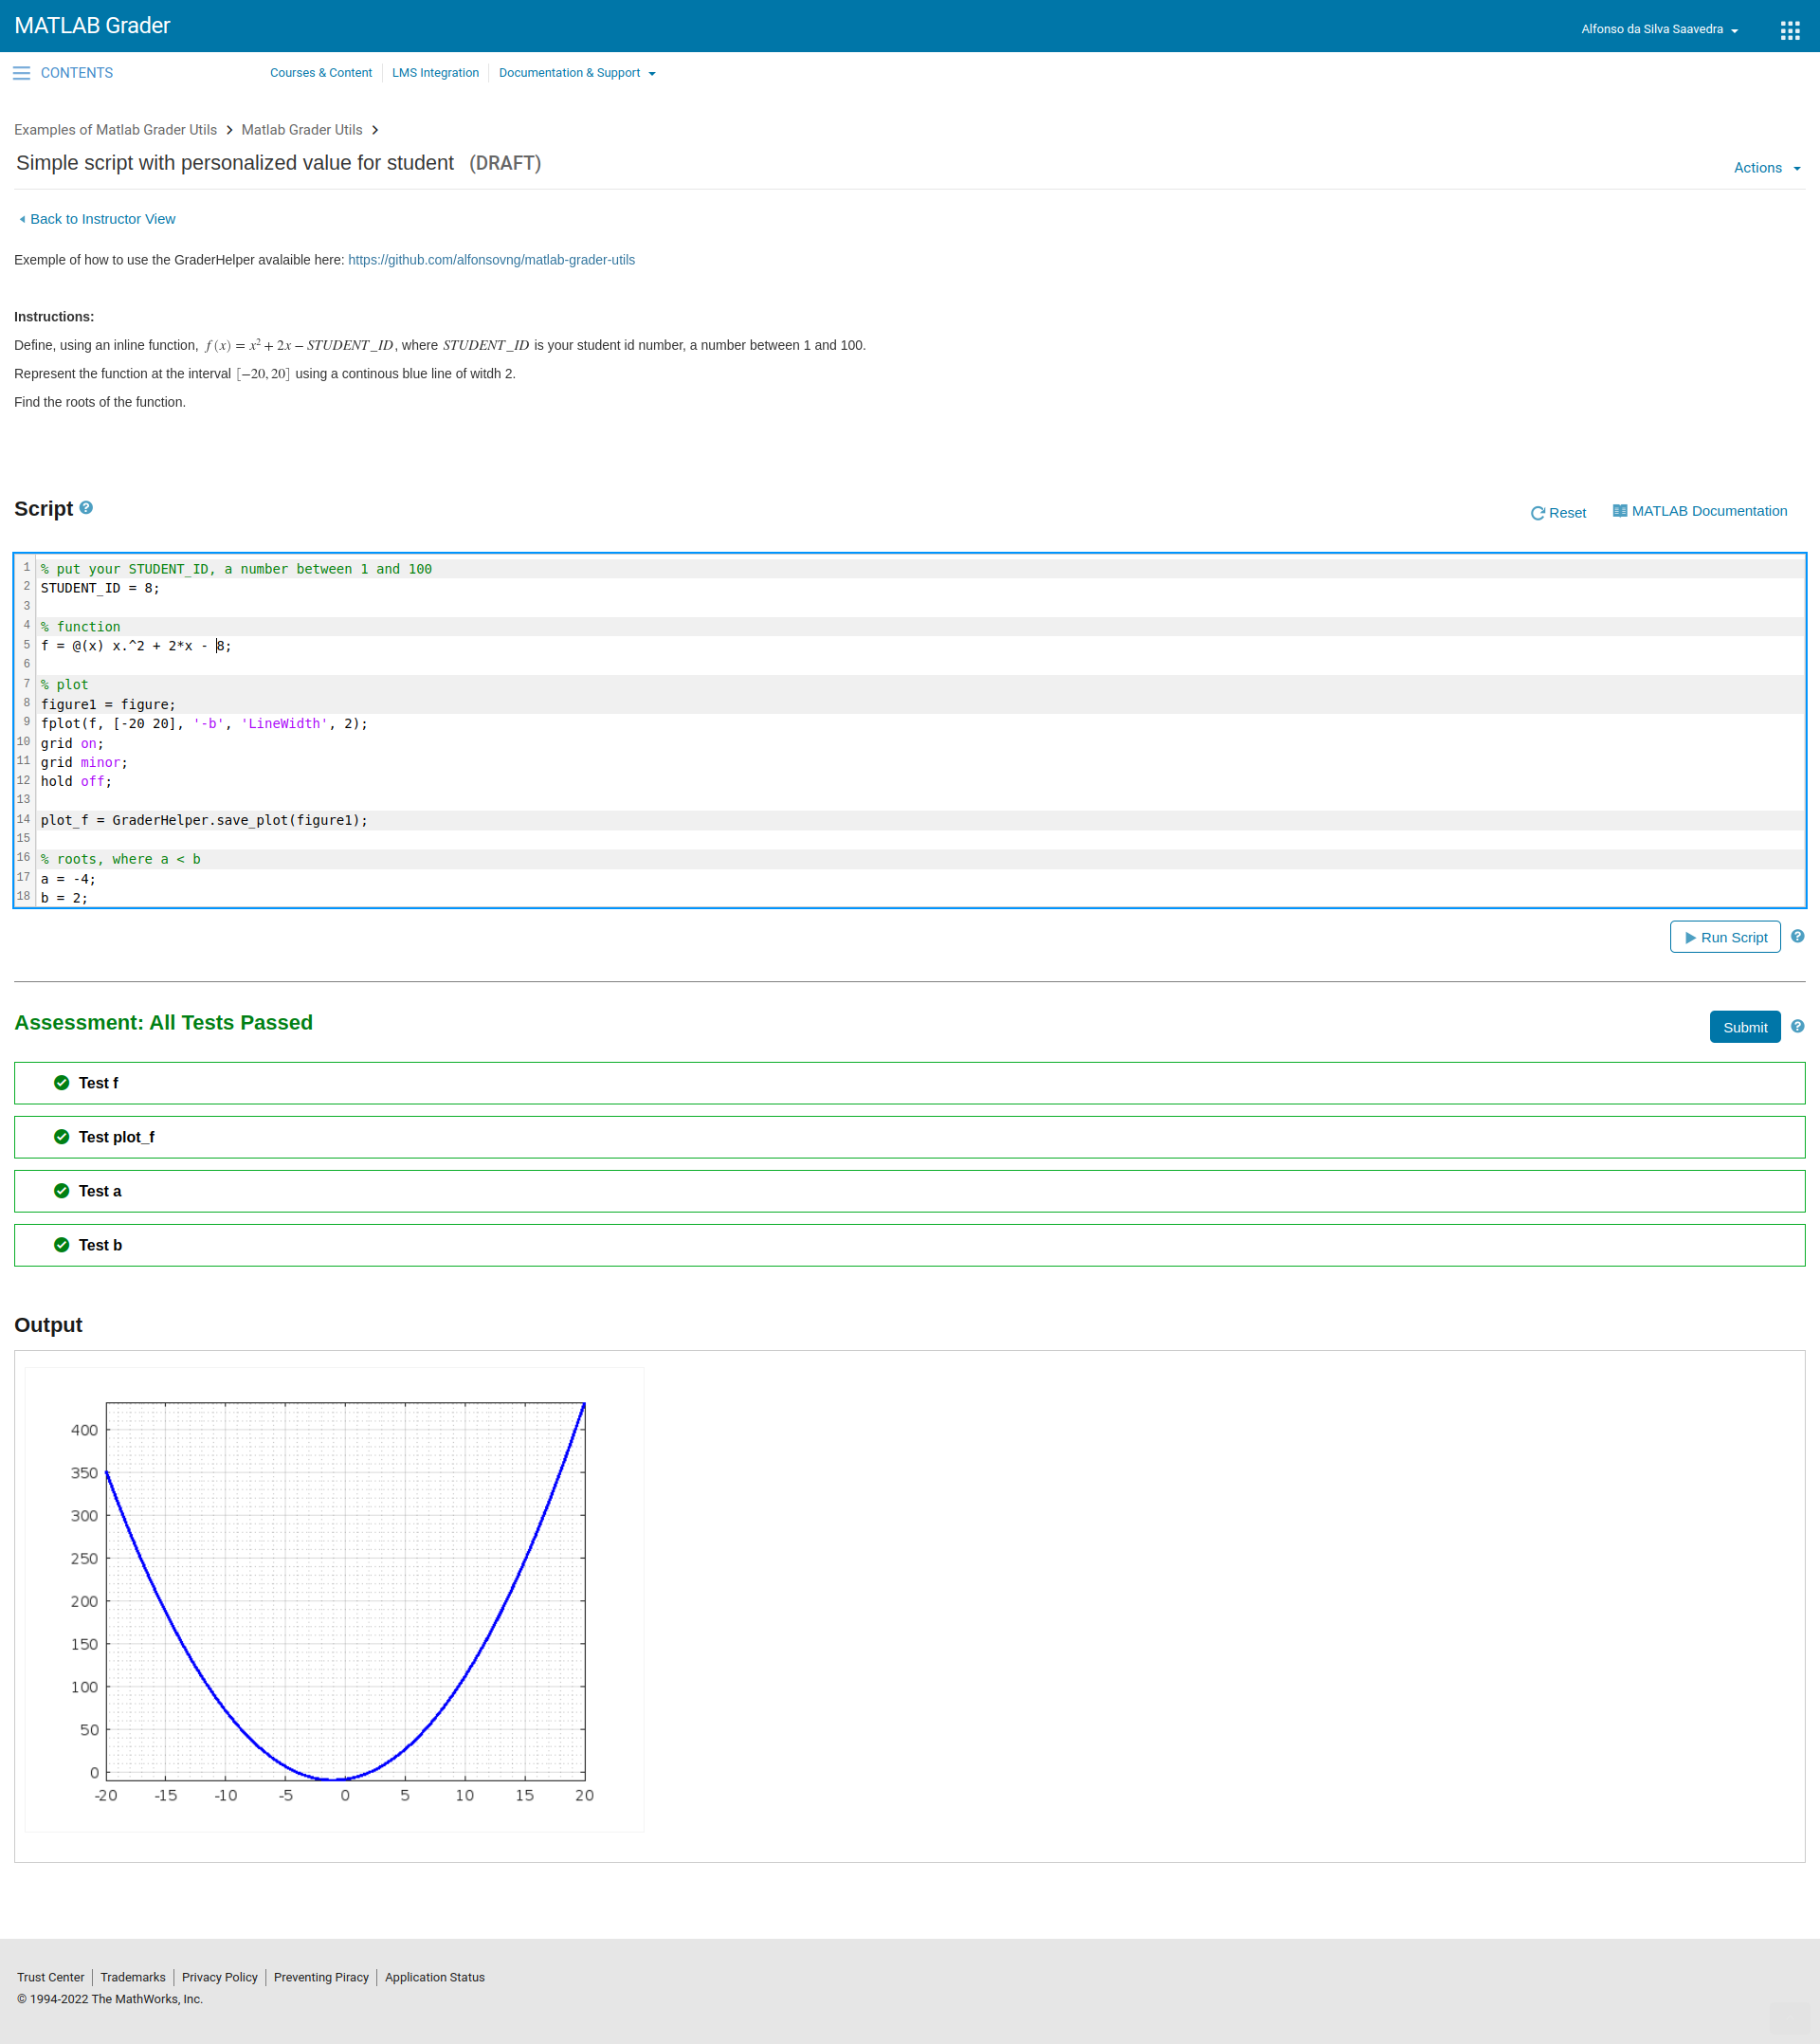 MATLAB Grader
Alfonso da Silva Saavedra
CONTENTS
Courses & Content
LMS Integration
Documentation & Support
Examples of Matlab Grader Utils > Matlab Grader Utils >
Simple script with personalized value for student (DRAFT)
Actions
Back to Instructor View
Exemple of how to use the GraderHelper avalaible here: https://github.com/alfonsovng/matlab-grader-utils
Instructions:
Define, using an inline function, f(x) = x² + 2x − STUDENT_ID, where STUDENT_ID is your student id number, a number between 1 and 100.
Represent the function at the interval [−20, 20] using a continous blue line of witdh 2.
Find the roots of the function.
Script
Reset
MATLAB Documentation
1 % put your STUDENT_ID, a number between 1 and 100
2 STUDENT_ID = 8;
3
4 % function
5 f = @(x) x.^2 + 2*x - 8;
6
7 % plot
8 figure1 = figure;
9 fplot(f, [-20 20], '-b', 'LineWidth', 2);
10 grid on;
11 grid minor;
12 hold off;
13
14 plot_f = GraderHelper.save_plot(figure1);
15
16 % roots, where a < b
17 a = -4;
18 b = 2;
Run Script
Assessment: All Tests Passed
Submit
Test f
Test plot_f
Test a
Test b
Output
400
350
300
250
200
150
100
50
0
-20 -15 -10 -5 0 5 10 15 20
Trust Center | Trademarks | Privacy Policy | Preventing Piracy | Application Status
© 1994-2022 The MathWorks, Inc.